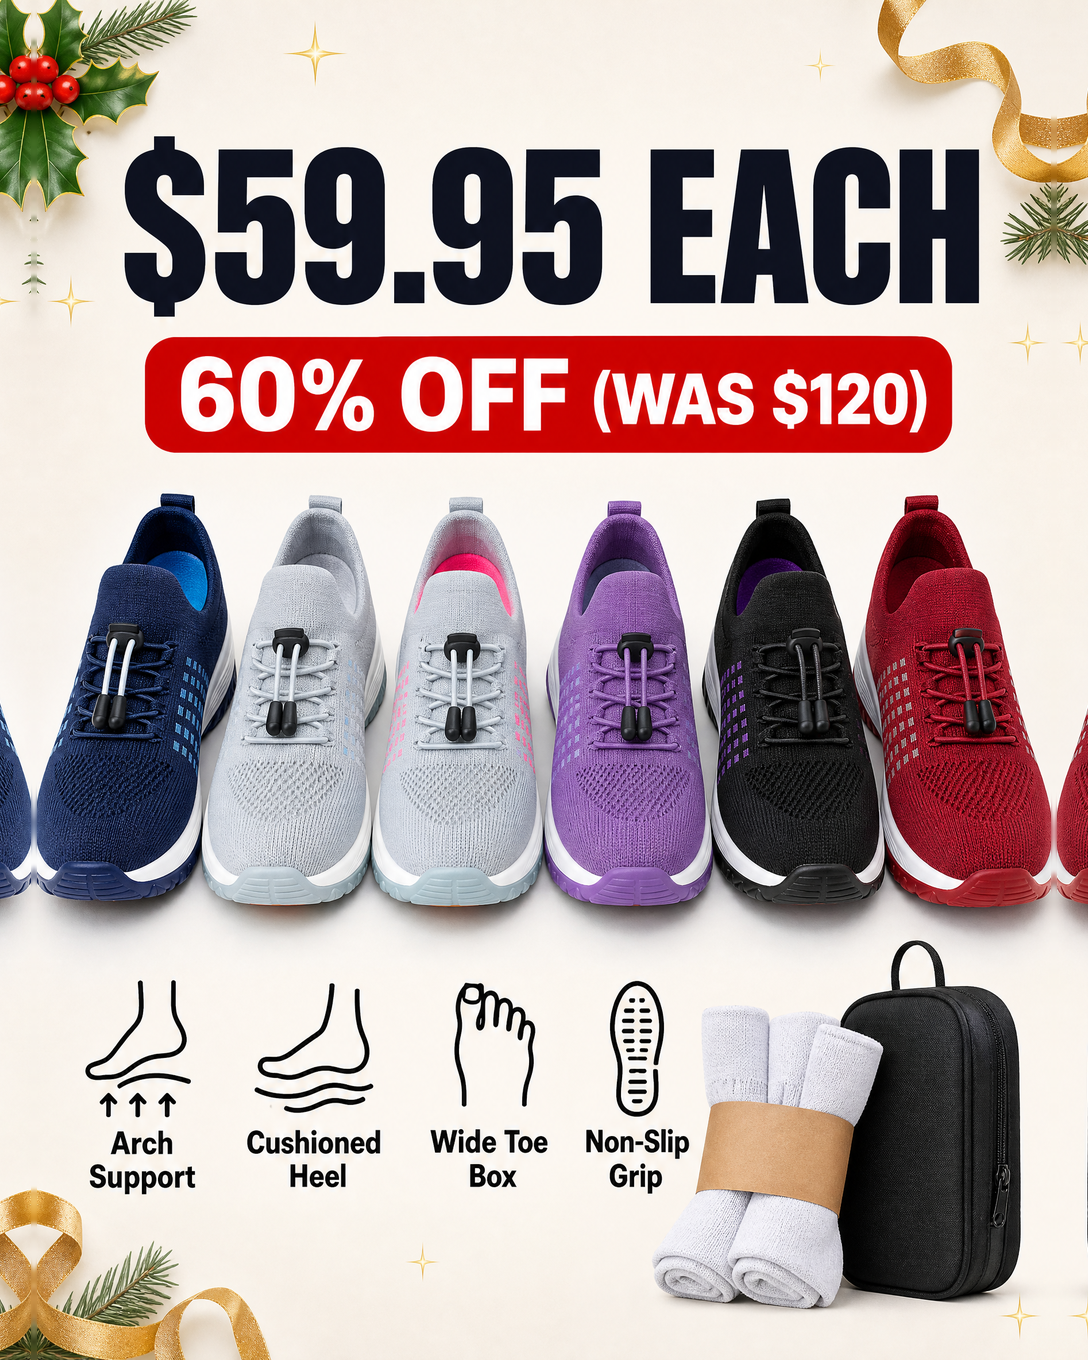 $59.95 EACH
60% OFF (WAS $120)
Arch
Support
Cushioned
Heel
Wide Toe
Box
Non-Slip
Grip